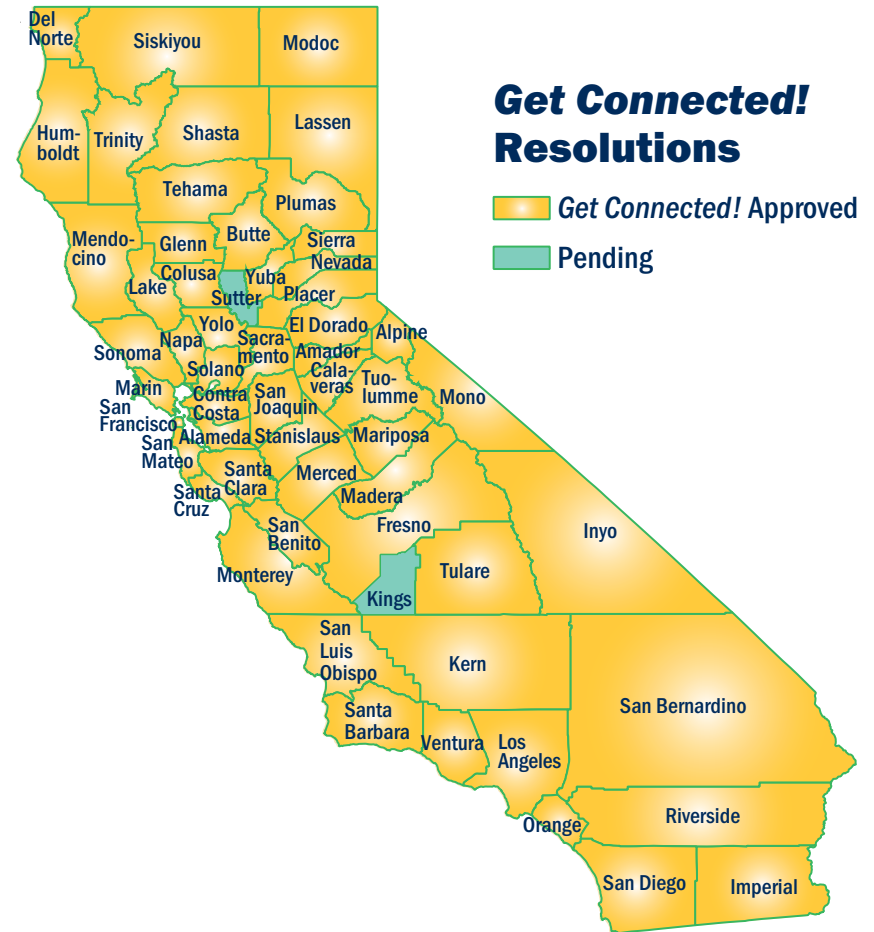 Get Connected!
Resolutions
Get Connected! Approved
Pending
Del
Norte
Siskiyou
Modoc
Hum-
boldt
Trinity
Shasta
Lassen
Tehama
Plumas
Mendo-
cino
Glenn
Butte
Sierra
Nevada
Lake
Colusa
Sutter
Yuba
Placer
Sonoma
Napa
Yolo
Sacra-
mento
El Dorado
Alpine
Solano
Amador
Cala-
veras
Tuo-
lumme
Mono
Marin
Contra
Costa
San
Joaquin
San
Francisco
Alameda
Stanislaus
Mariposa
San
Mateo
Santa
Clara
Merced
Madera
Santa
Cruz
San
Benito
Fresno
Inyo
Monterey
Kings
Tulare
San
Luis
Obispo
Kern
San Bernardino
Santa
Barbara
Ventura
Los
Angeles
Orange
Riverside
San Diego
Imperial